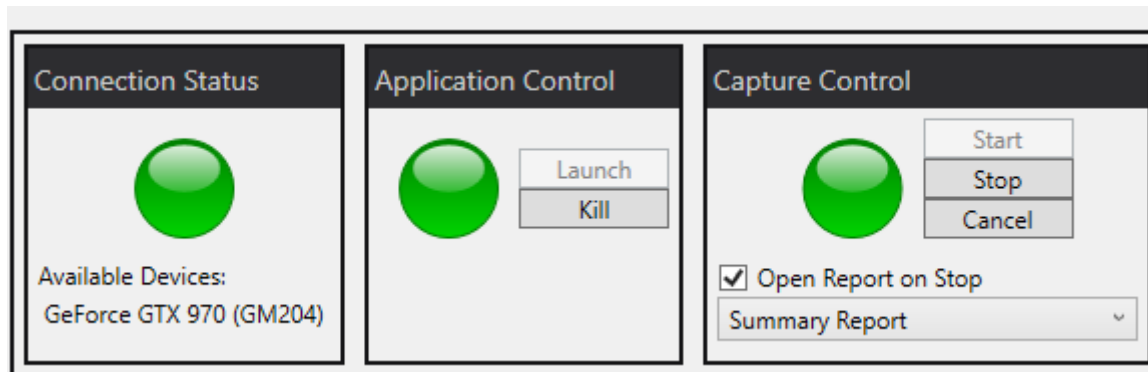 Connection Status
Available Devices:
GeForce GTX 970 (GM204)
Application Control
Launch
Kill
Capture Control
Start
Stop
Cancel
Open Report on Stop
Summary Report